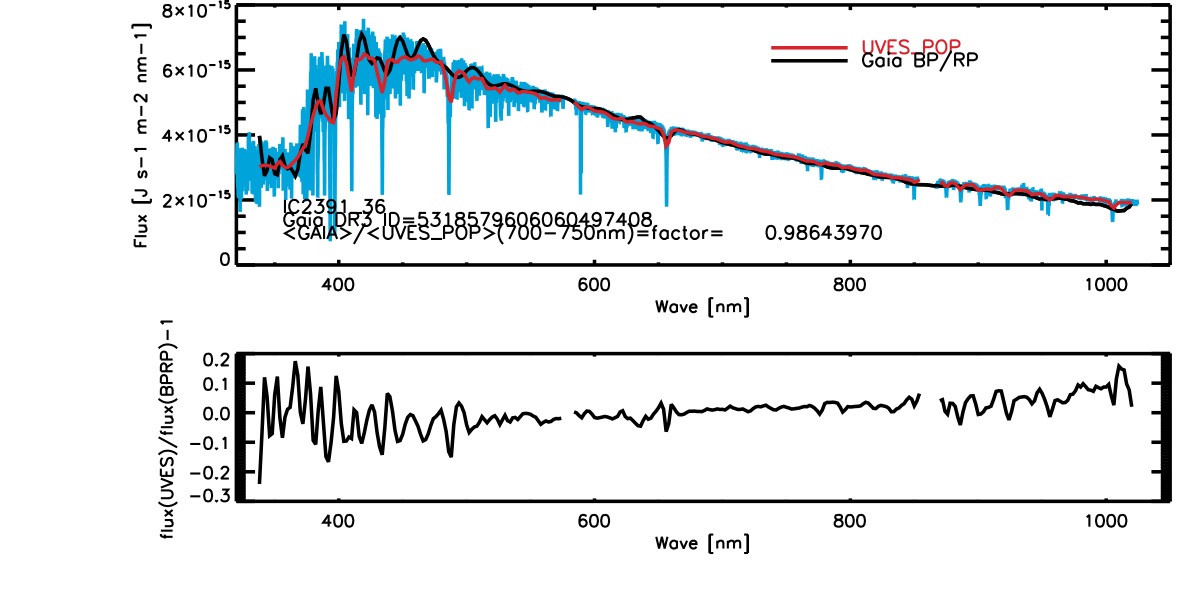 8×10⁻¹⁵
6×10⁻¹⁵
4×10⁻¹⁵
2×10⁻¹⁵
0
Flux [J s-1 m-2 nm-1]
UVES_POP
Gaia BP/RP
IC2391_36
Gaia DR3 ID=5318579606060497408
<GAIA>/<UVES_POP>(700-750nm)=factor= 0.98643970
400 600 800 1000
Wave [nm]
flux(UVES)/flux(BPRP)-1
0.2
0.1
0.0
-0.1
-0.2
-0.3
400 600 800 1000
Wave [nm]